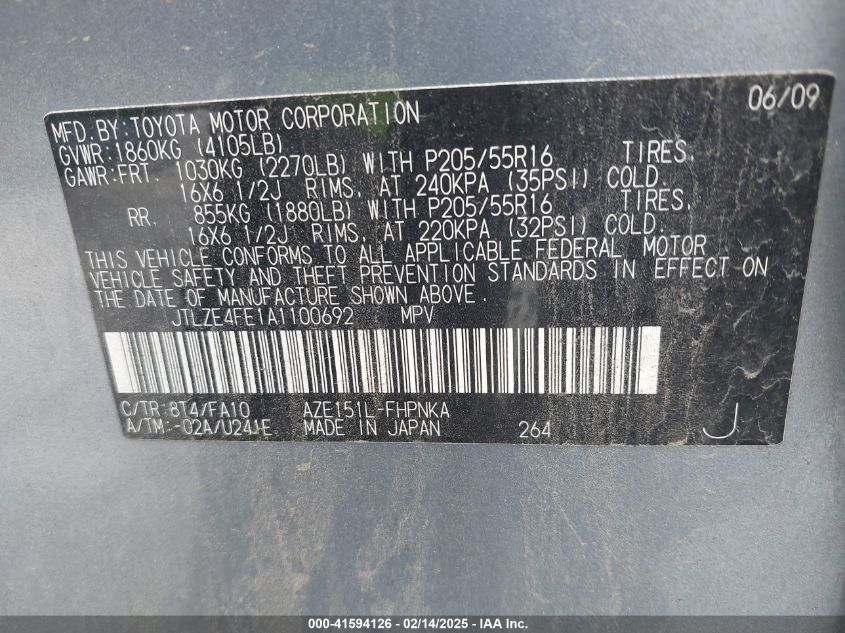 06/09
MFD.BY:TOYOTA MOTOR CORPORATION
GVWR:1860KG (4105LB)
GAWR:FRT 1030KG (2270LB) WITH P205/55R16 TIRES,
16X6 1/2J RIMS, AT 240KPA (35PSI) COLD.
RR. 855KG (1880LB) WITH P205/55R16 TIRES,
16X6 1/2J RIMS, AT 220KPA (32PSI) COLD.
THIS VEHICLE CONFORMS TO ALL APPLICABLE FEDERAL MOTOR
VEHICLE SAFETY AND THEFT PREVENTION STANDARDS IN EFFECT ON
THE DATE OF MANUFACTURE SHOWN ABOVE.
JTLZE4FE1A1100692 MPV
C/TR:8T4/FA10 AZE151L-FHPNKA
A/TM:-02A/U241E MADE IN JAPAN 264 J
000-41594126 - 02/14/2025 - IAA Inc.